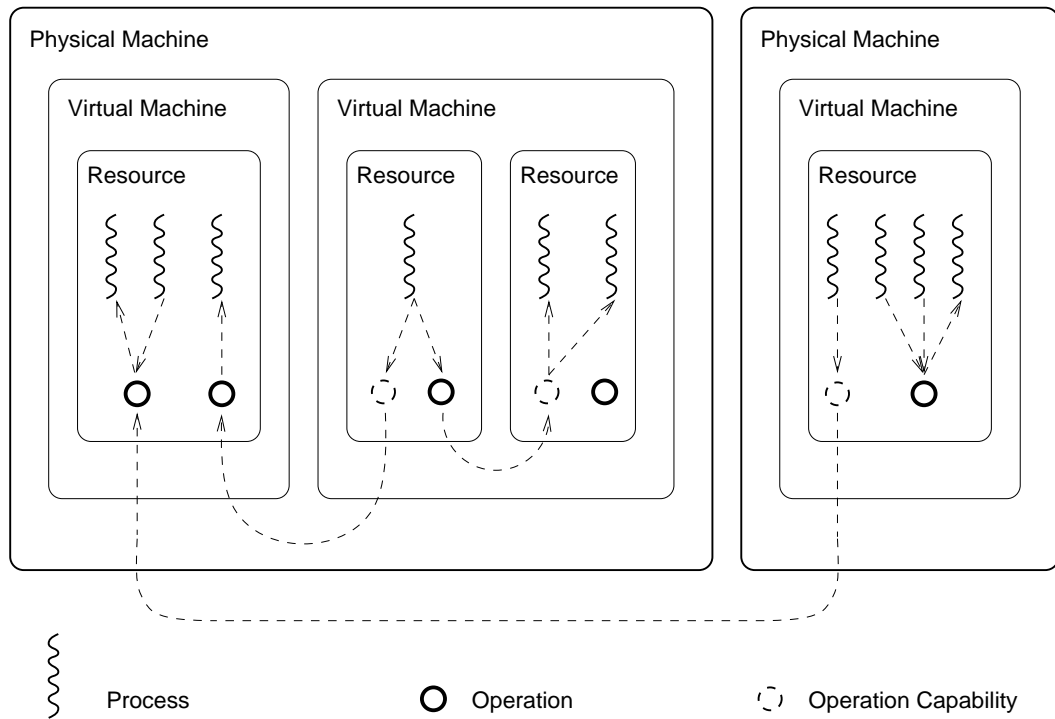 Physical Machine
Physical Machine
Virtual Machine
Virtual Machine
Virtual Machine
Resource
Resource
Resource
Resource
Process
Operation
Operation Capability